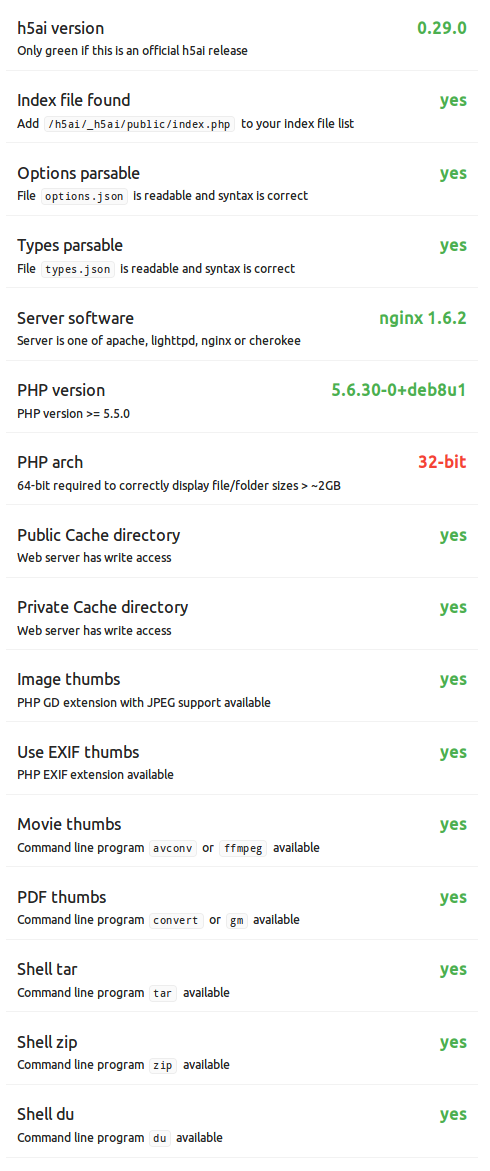 h5ai version 0.29.0
Only green if this is an official h5ai release
Index file found yes
Add /h5ai/_h5ai/public/index.php to your index file list
Options parsable yes
File options.json is readable and syntax is correct
Types parsable yes
File types.json is readable and syntax is correct
Server software nginx 1.6.2
Server is one of apache, lighttpd, nginx or cherokee
PHP version 5.6.30-0+deb8u1
PHP version >= 5.5.0
PHP arch 32-bit
64-bit required to correctly display file/folder sizes > ~2GB
Public Cache directory yes
Web server has write access
Private Cache directory yes
Web server has write access
Image thumbs yes
PHP GD extension with JPEG support available
Use EXIF thumbs yes
PHP EXIF extension available
Movie thumbs yes
Command line program avconv or ffmpeg available
PDF thumbs yes
Command line program convert or gm available
Shell tar yes
Command line program tar available
Shell zip yes
Command line program zip available
Shell du yes
Command line program du available